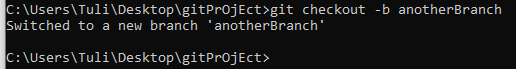 C:\Users\Tuli\Desktop\gitPrOjEct>git checkout -b anotherBranch
Switched to a new branch 'anotherBranch'
C:\Users\Tuli\Desktop\gitPrOjEct>